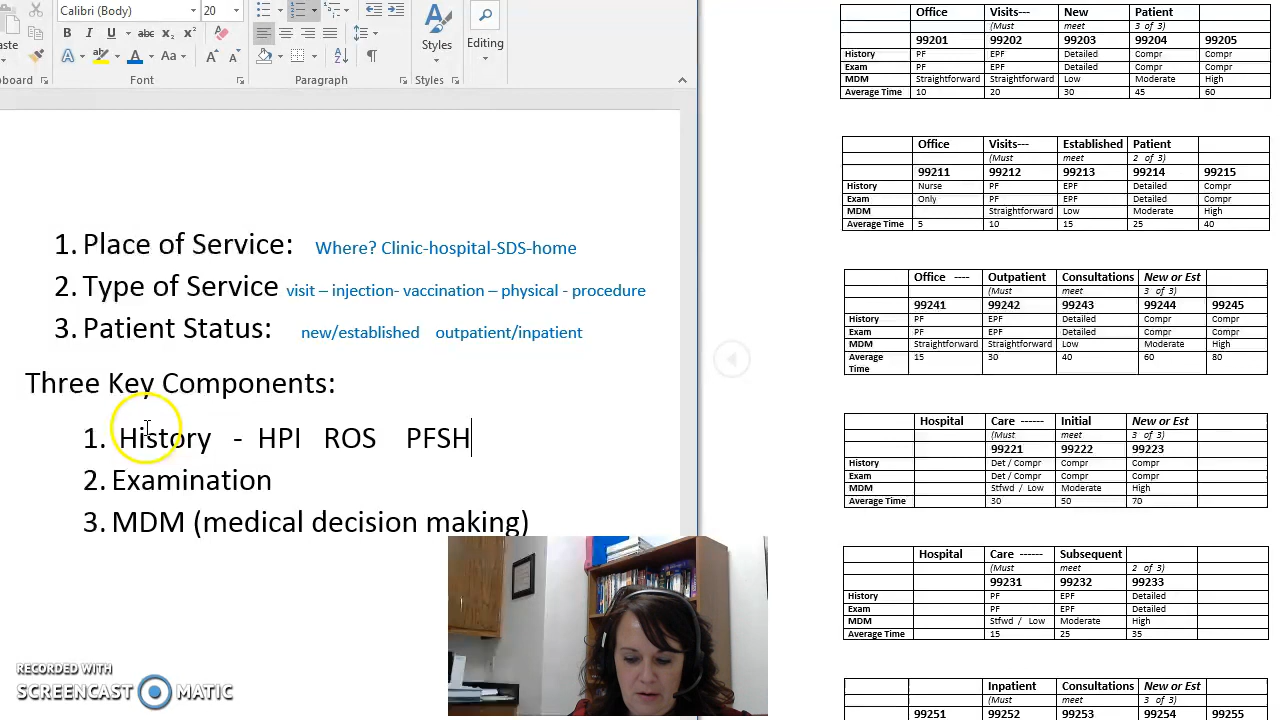 Calibri (Body) 20
Paste
B I U abc x₂ x²
A Aa A A A
Board Font Paragraph Styles
Styles Editing
1. Place of Service: Where? Clinic-hospital-SDS-home
2. Type of Service visit – injection- vaccination – physical - procedure
3. Patient Status: new/established outpatient/inpatient
Three Key Components:
1. History - HPI ROS PFSH
2. Examination
3. MDM (medical decision making)
RECORDED WITH
SCREENCAST MATIC
Office Visits--- New Patient
(Must meet 3 of 3)
99201 99202 99203 99204 99205
History PF EPF Detailed Compr Compr
Exam PF EPF Detailed Compr Compr
MDM Straightforward Straightforward Low Moderate High
Average Time 10 20 30 45 60
Office Visits--- Established Patient
(Must meet 2 of 3)
99211 99212 99213 99214 99215
History Nurse PF EPF Detailed Compr
Exam Only PF EPF Detailed Compr
MDM Straightforward Low Moderate High
Average Time 5 10 15 25 40
Office ---- Outpatient Consultations New or Est
(Must meet 3 of 3)
99241 99242 99243 99244 99245
History PF EPF Detailed Compr Compr
Exam PF EPF Detailed Compr Compr
MDM Straightforward Straightforward Low Moderate High
Average 15 30 40 60 80
Time
Hospital Care ------ Initial New or Est
(Must meet 3 of 3)
99221 99222 99223
History Det / Compr Compr Compr
Exam Det / Compr Compr Compr
MDM Stfwd / Low Moderate High
Average Time 30 50 70
Hospital Care ------ Subsequent
(Must meet 2 of 3)
99231 99232 99233
History PF EPF Detailed
Exam PF EPF Detailed
MDM Stfwd / Low Moderate High
Average Time 15 25 35
Inpatient Consultations New or Est
(Must meet 3 of 3)
99251 99252 99253 99254 99255